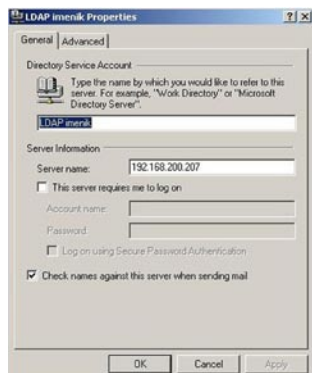 LDAP imenik Properties
General
Advanced
Directory Service Account
Type the name by which you would like to refer to this
server. For example, "Work Directory" or "Microsoft
Directory Server".
LDAP imenik
Server Information
Server name:
192.168.200.207
This server requires me to log on
Account name:
Password:
Log on using Secure Password Authentication
Check names against this server when sending mail
OK
Cancel
Apply